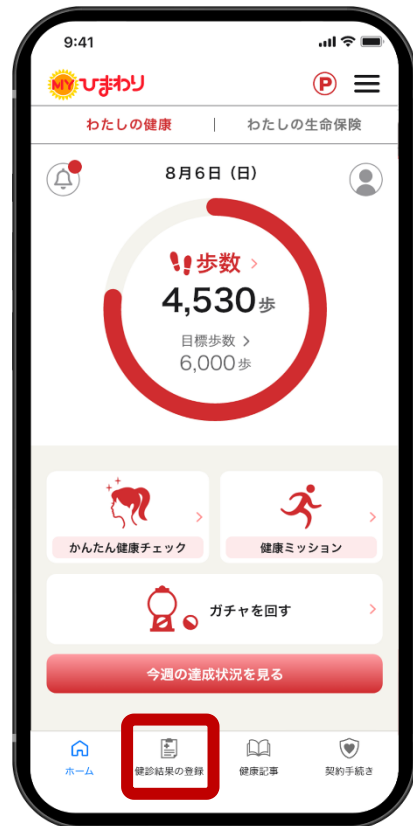 9:41
MYひまわり
P
わたしの健康 | わたしの生命保険
8月6日（日）
歩数
4,530歩
目標歩数
6,000歩
かんたん健康チェック
健康ミッション
ガチャを回す
今週の達成状況を見る
ホーム
健診結果の登録
健康記事
契約手続き